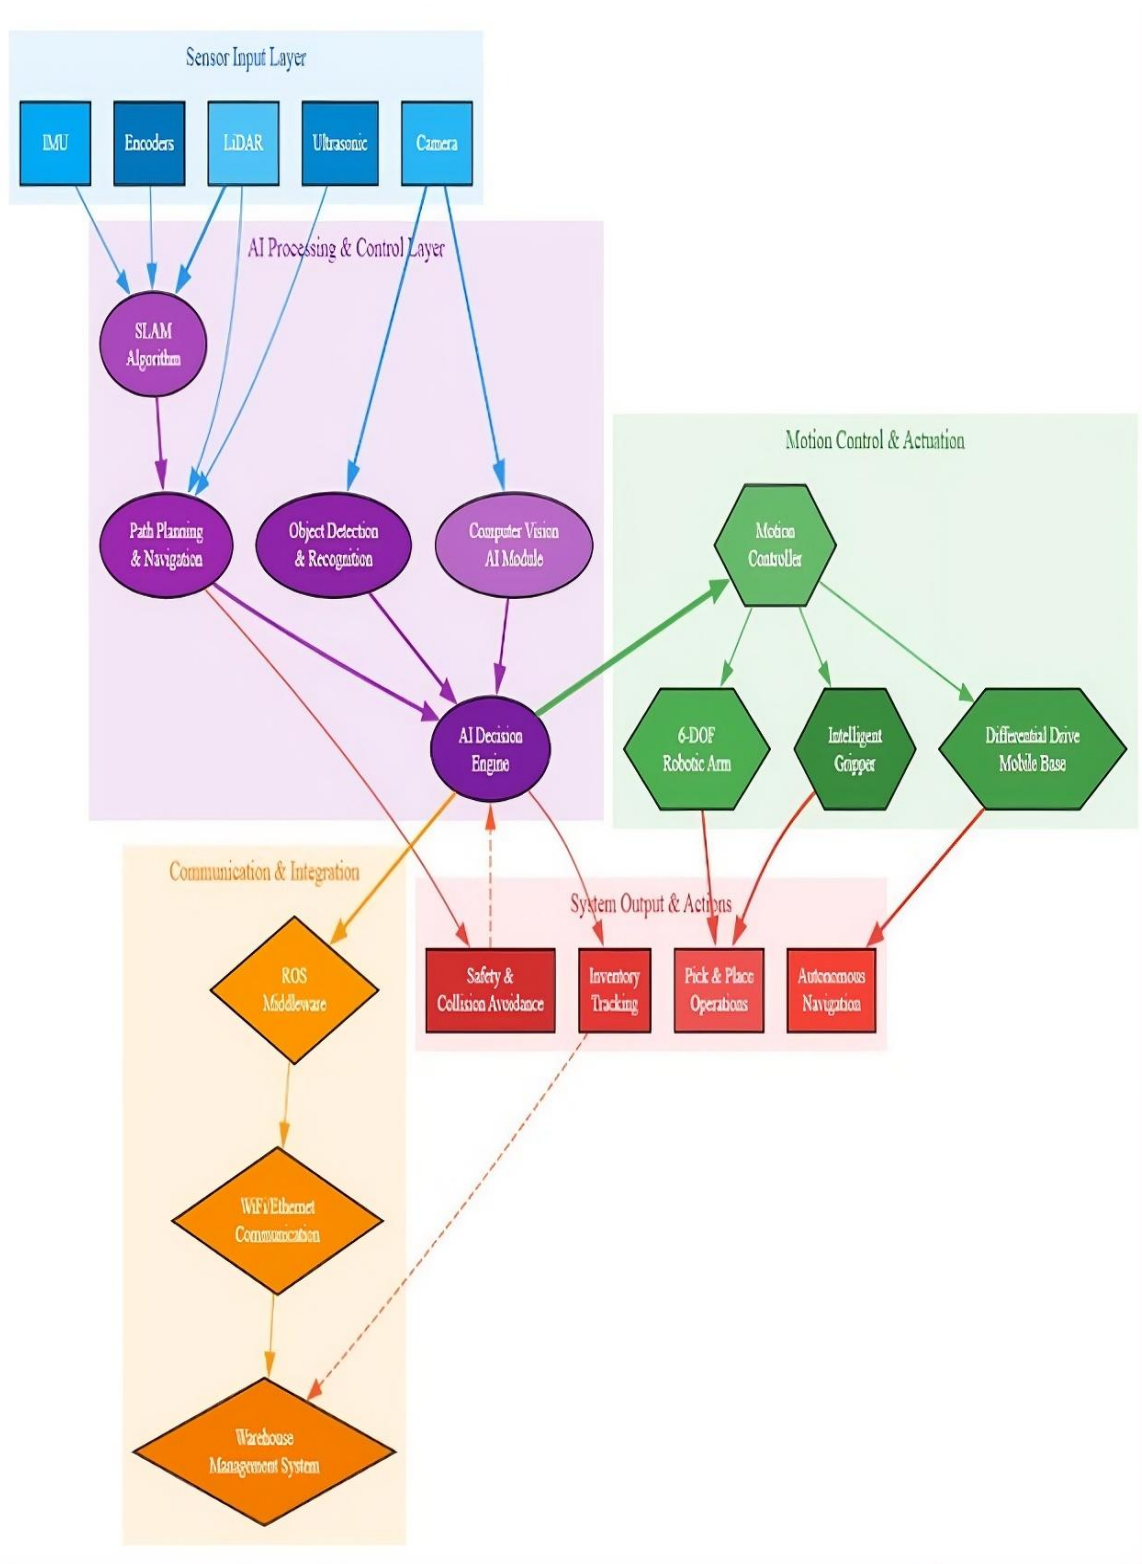 Sensor Input Layer
IMU
Encoders
LiDAR
Ultrasonic
Camera
AI Processing & Control Layer
SLAM
Algorithm
Path Planning
& Navigation
Object Detection
& Recognition
Computer Vision
AI Module
AI Decision
Engine
Motion Control & Actuation
Motion
Controller
6-DOF
Robotic Arm
Intelligent
Gripper
Differential Drive
Mobile Base
Communication & Integration
ROS
Middleware
WiFi/Ethernet
Communication
Warehouse
Management System
System Output & Actions
Safety &
Collision Avoidance
Inventory
Tracking
Pick & Place
Operations
Autonomous
Navigation